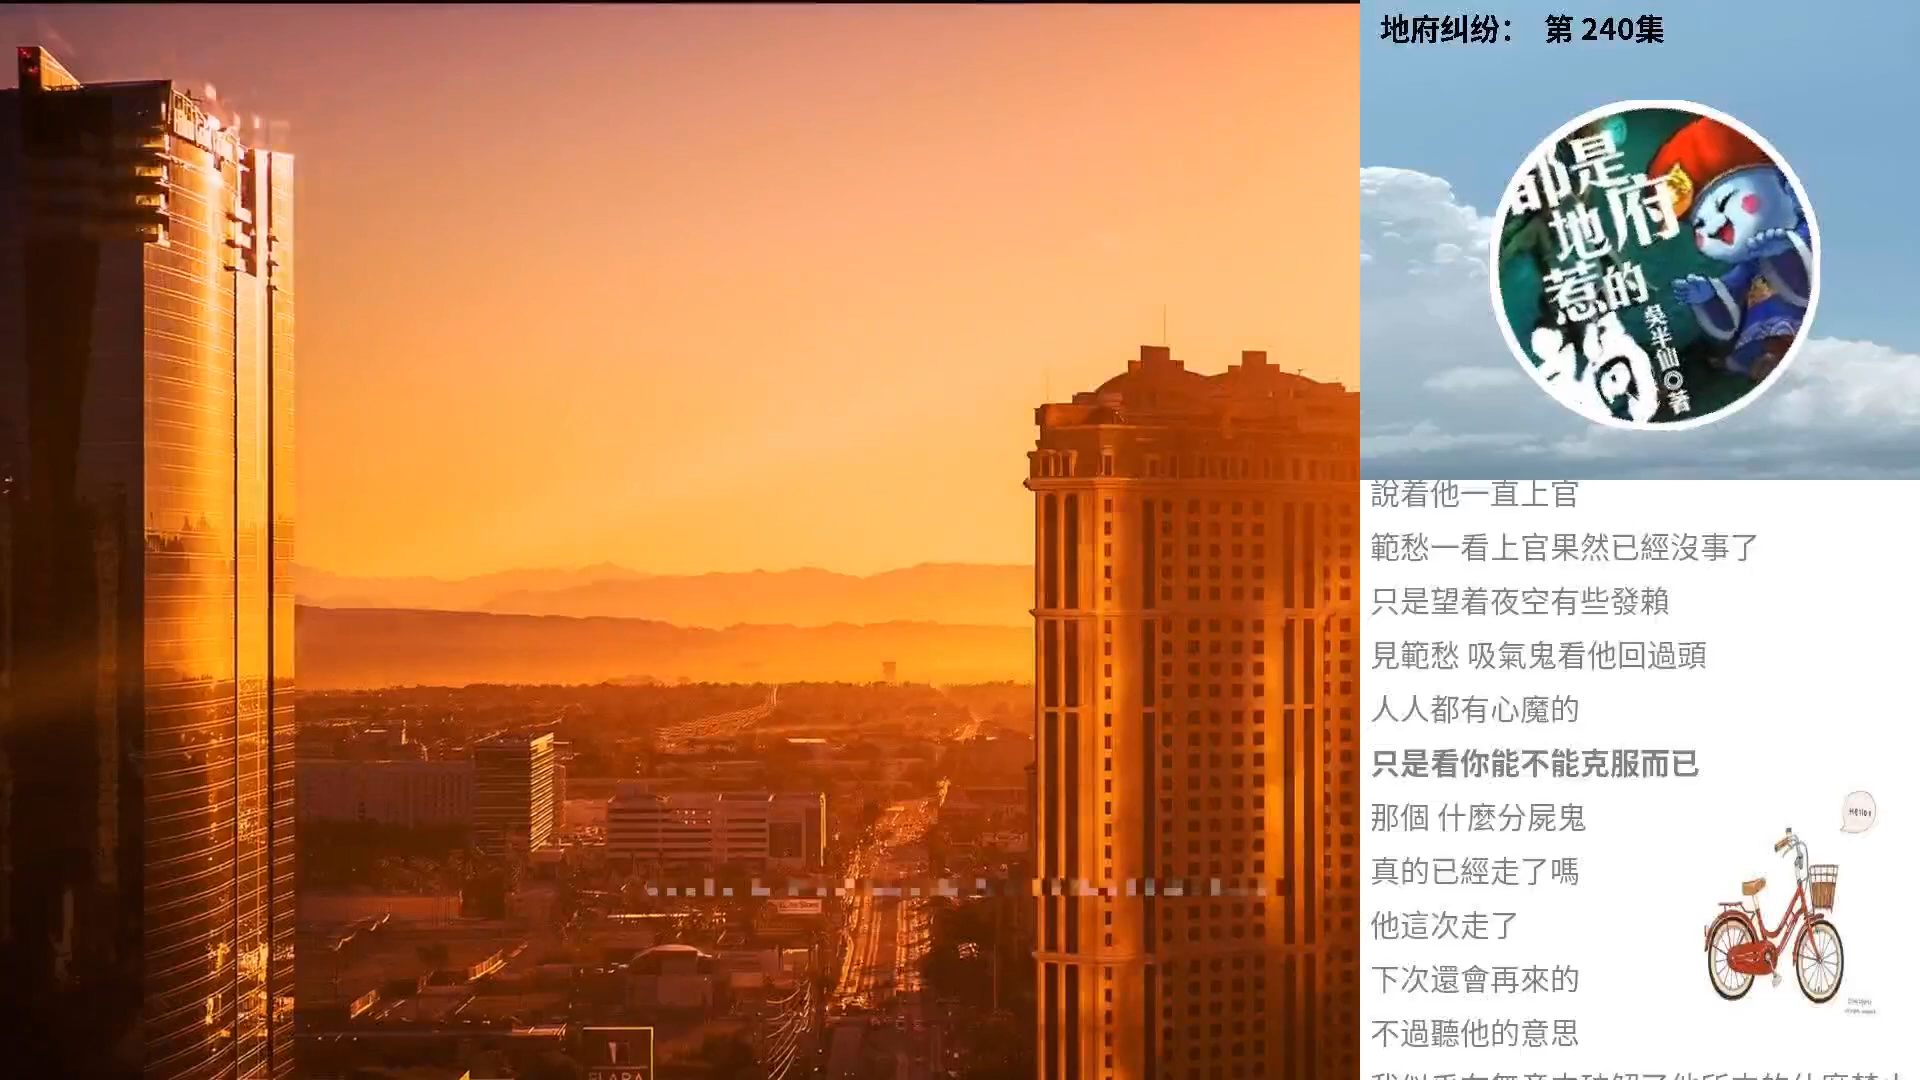 地府纠纷： 第 240集
都是
地府
惹的
禍
吳半仙◎著
說着他一直上官
範愁一看上官果然已經沒事了
只是望着夜空有些發賴
見範愁 吸氣鬼看他回過頭
人人都有心魔的
只是看你能不能克服而已
那個 什麼分屍鬼
真的已經走了嗎
他這次走了
下次還會再來的
不過聽他的意思
Hello!